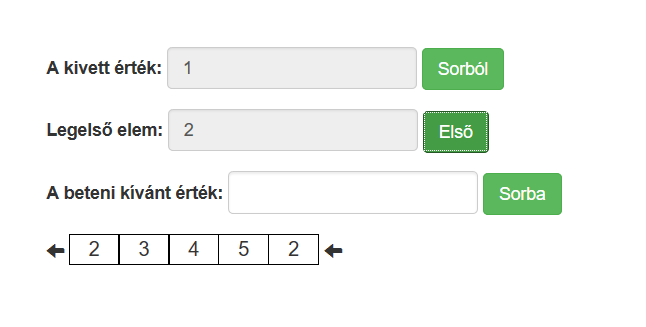 A kivett érték: 1 Sorból
Legelső elem: 2 Első
A beteni kívánt érték: Sorba
2 3 4 5 2